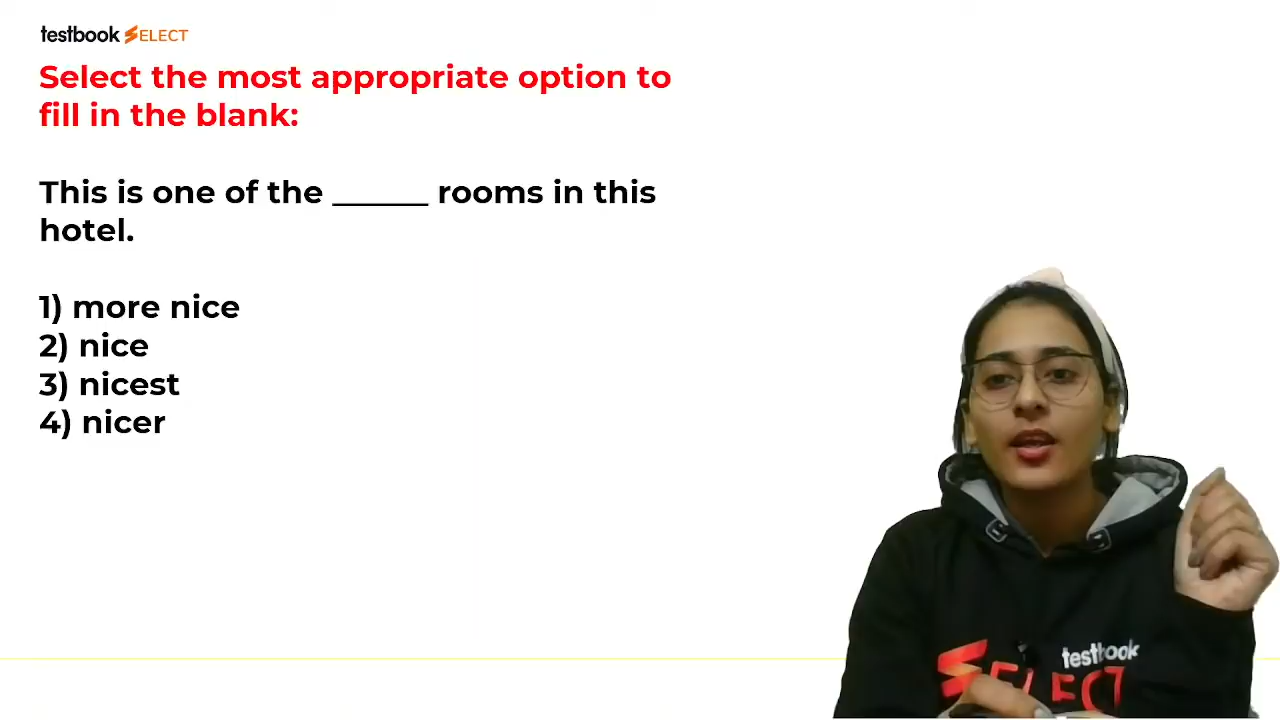 testbook SELECT
Select the most appropriate option to
fill in the blank:
This is one of the ______ rooms in this
hotel.
1) more nice
2) nice
3) nicest
4) nicer
testbook
SELECT